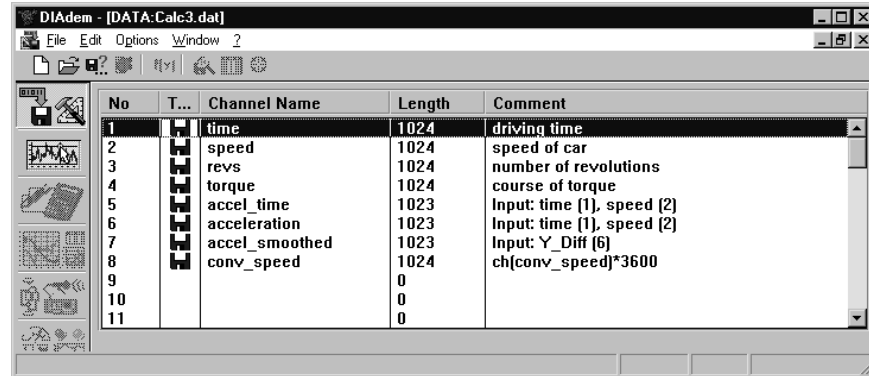 DIAdem - [DATA:Calc3.dat]
File Edit Options Window ?
No T... Channel Name Length Comment
1 time 1024 driving time
2 speed 1024 speed of car
3 revs 1024 number of revolutions
4 torque 1024 course of torque
5 accel_time 1023 Input: time (1), speed (2)
6 acceleration 1023 Input: time (1), speed (2)
7 accel_smoothed 1023 Input: Y_Diff (6)
8 conv_speed 1024 ch(conv_speed)*3600
9 0
10 0
11 0